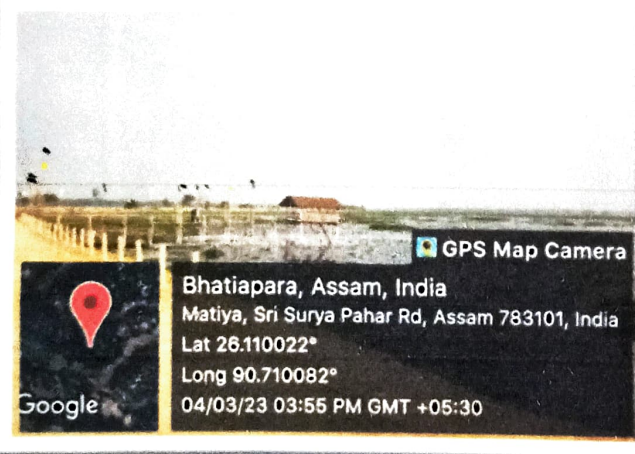 GPS Map Camera
Bhatiapara, Assam, India
Matiya, Sri Surya Pahar Rd, Assam 783101, India
Lat 26.110022°
Long 90.710082°
04/03/23 03:55 PM GMT +05:30
Google